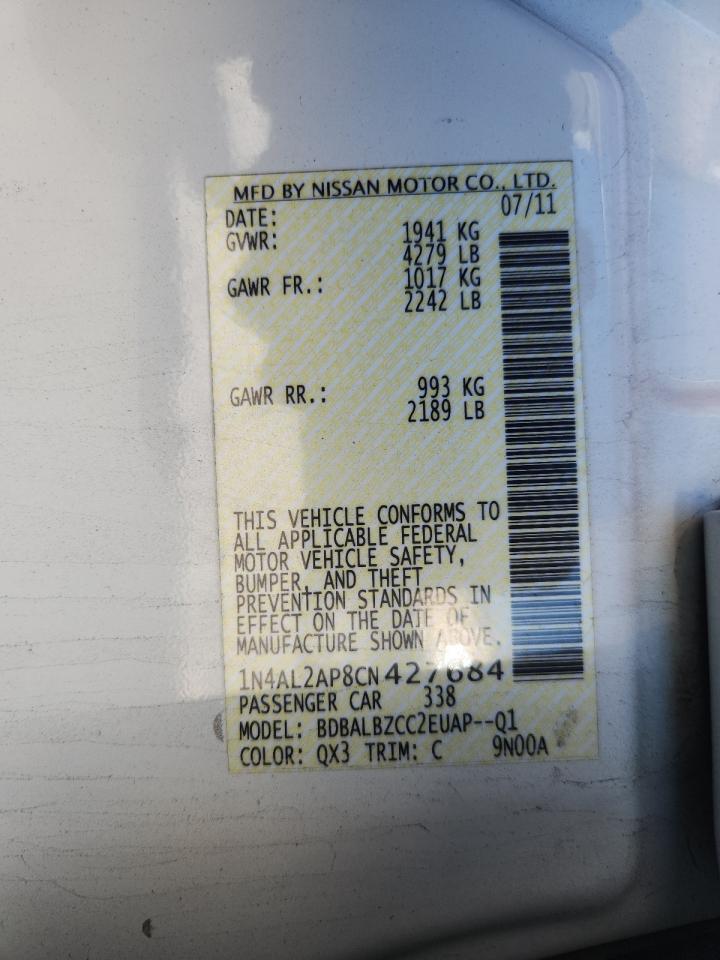 MFD BY NISSAN MOTOR CO., LTD.
DATE: 07/11
GVWR: 1941 KG
4279 LB
GAWR FR.: 1017 KG
2242 LB
GAWR RR.: 993 KG
2189 LB
THIS VEHICLE CONFORMS TO
ALL APPLICABLE FEDERAL
MOTOR VEHICLE SAFETY,
BUMPER, AND THEFT
PREVENTION STANDARDS IN
EFFECT ON THE DATE OF
MANUFACTURE SHOWN ABOVE.
1N4AL2AP8CN427684
PASSENGER CAR 338
MODEL: BDBALBZCC2EUAP--Q1
COLOR: QX3 TRIM: C 9N00A